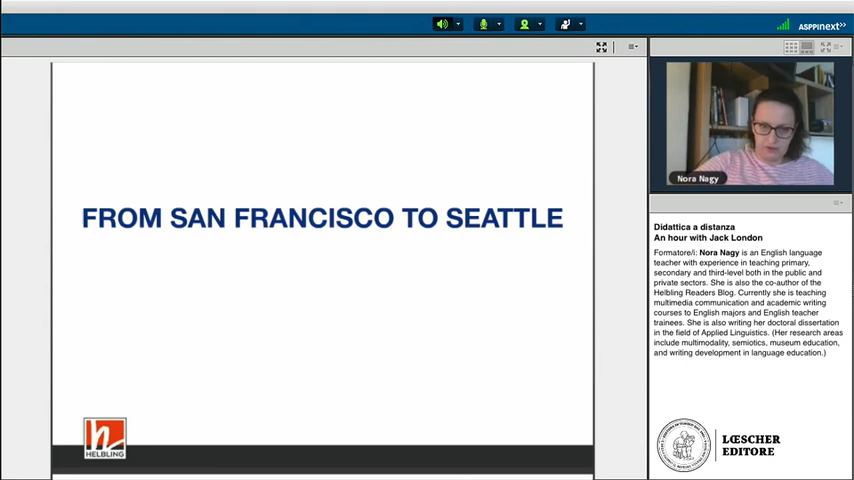 ASPPInext>>
FROM SAN FRANCISCO TO SEATTLE
HELBLING
Nora Nagy
Didattica a distanza
An hour with Jack London
Formatore/i: Nora Nagy is an English language
teacher with experience in teaching primary,
secondary and third-level both in the public and
private sectors. She is also the co-author of the
Helbling Readers Blog. Currently she is teaching
multimedia communication and academic writing
courses to English majors and English teacher
trainees. She is also writing her doctoral dissertation
in the field of Applied Linguistics. (Her research areas
include multimodality, semiotics, museum education,
and writing development in language education.)
LŒSCHER
EDITORE